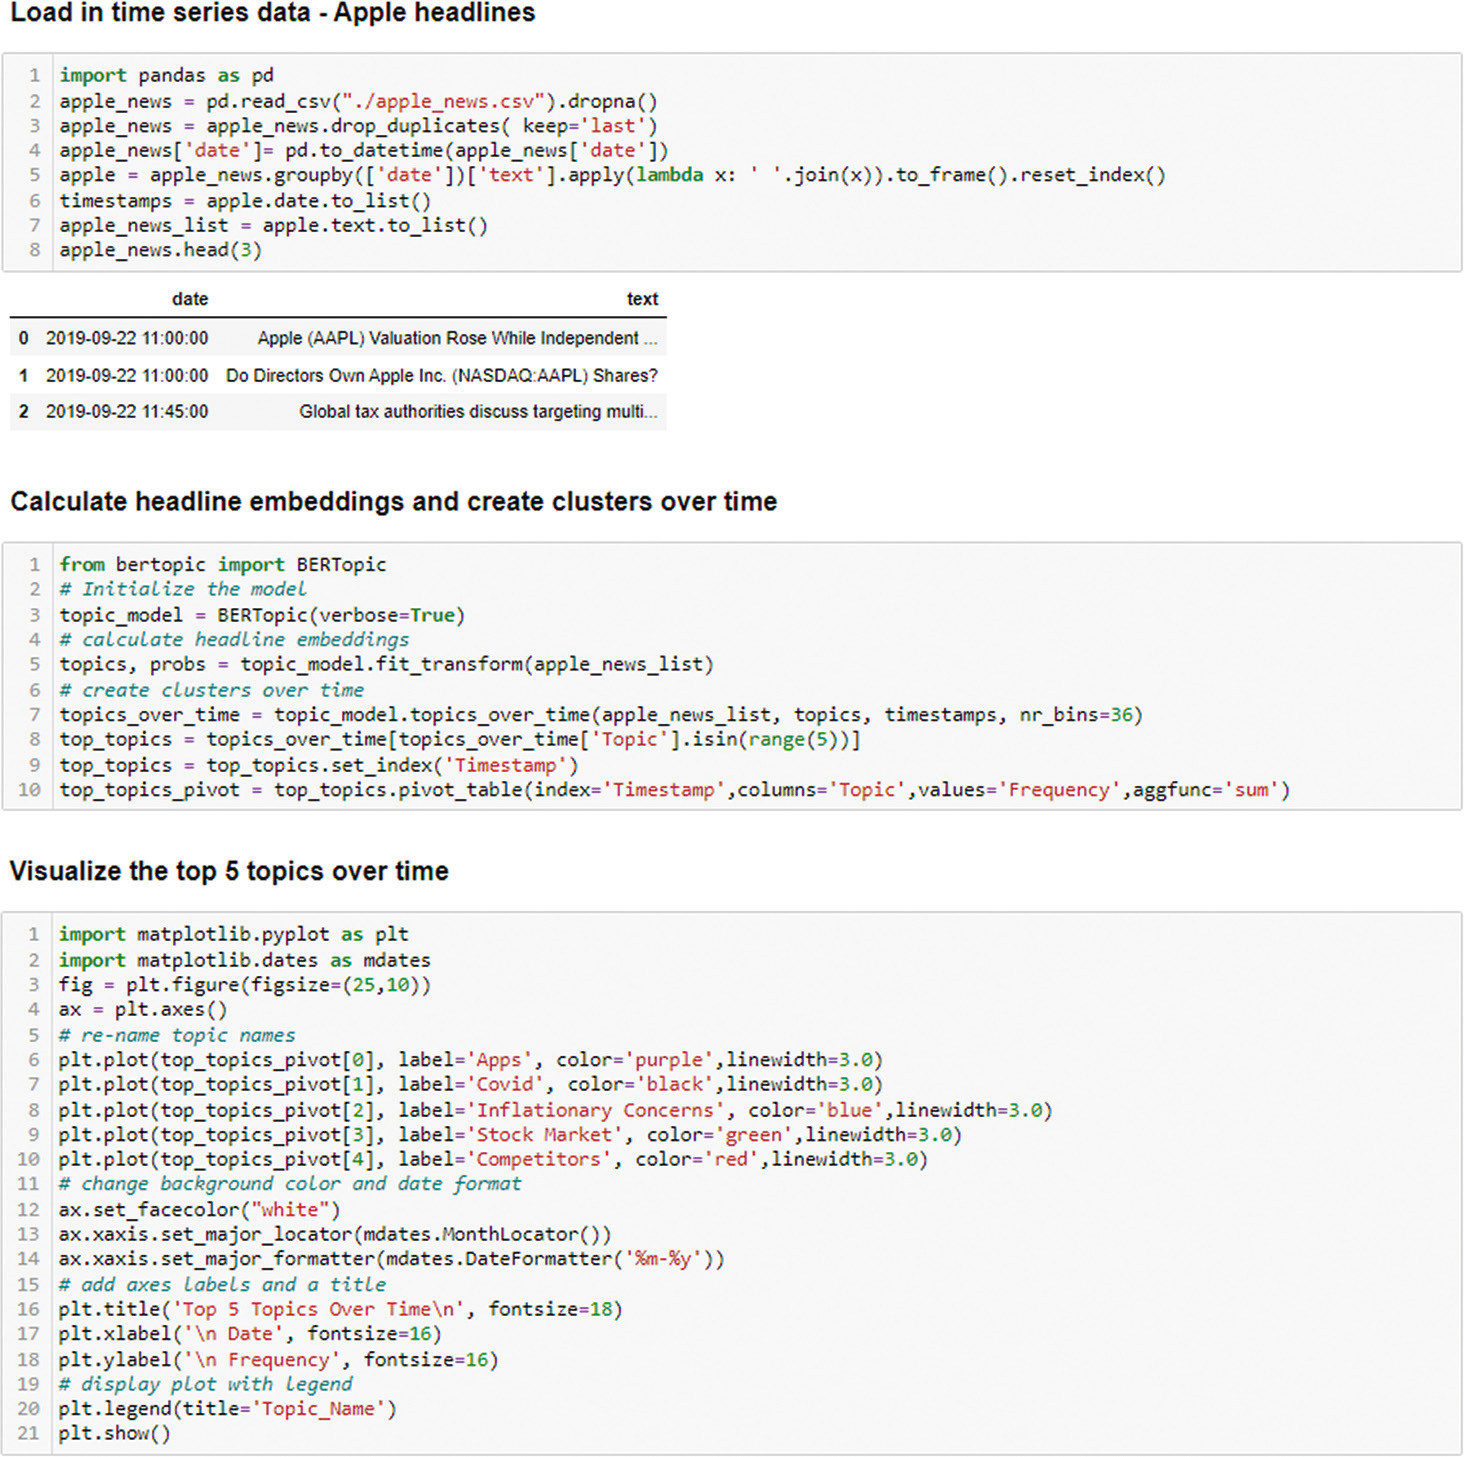 Load in time series data - Apple headlines
1 import pandas as pd
2 apple_news = pd.read_csv("./apple_news.csv").dropna()
3 apple_news = apple_news.drop_duplicates( keep='last')
4 apple_news['date']= pd.to_datetime(apple_news['date'])
5 apple = apple_news.groupby(['date'])['text'].apply(lambda x: ' '.join(x)).to_frame().reset_index()
6 timestamps = apple.date.to_list()
7 apple_news_list = apple.text.to_list()
8 apple_news.head(3)
date text
0 2019-09-22 11:00:00 Apple (AAPL) Valuation Rose While Independent ...
1 2019-09-22 11:00:00 Do Directors Own Apple Inc. (NASDAQ:AAPL) Shares?
2 2019-09-22 11:45:00 Global tax authorities discuss targeting multi...
Calculate headline embeddings and create clusters over time
1 from bertopic import BERTopic
2 # Initialize the model
3 topic_model = BERTopic(verbose=True)
4 # calculate headline embeddings
5 topics, probs = topic_model.fit_transform(apple_news_list)
6 # create clusters over time
7 topics_over_time = topic_model.topics_over_time(apple_news_list, topics, timestamps, nr_bins=36)
8 top_topics = topics_over_time[topics_over_time['Topic'].isin(range(5))]
9 top_topics = top_topics.set_index('Timestamp')
10 top_topics_pivot = top_topics.pivot_table(index='Timestamp',columns='Topic',values='Frequency',aggfunc='sum')
Visualize the top 5 topics over time
1 import matplotlib.pyplot as plt
2 import matplotlib.dates as mdates
3 fig = plt.figure(figsize=(25,10))
4 ax = plt.axes()
5 # re-name topic names
6 plt.plot(top_topics_pivot[0], label='Apps', color='purple',linewidth=3.0)
7 plt.plot(top_topics_pivot[1], label='Covid', color='black',linewidth=3.0)
8 plt.plot(top_topics_pivot[2], label='Inflationary Concerns', color='blue',linewidth=3.0)
9 plt.plot(top_topics_pivot[3], label='Stock Market', color='green',linewidth=3.0)
10 plt.plot(top_topics_pivot[4], label='Competitors', color='red',linewidth=3.0)
11 # change background color and date format
12 ax.set_facecolor("white")
13 ax.xaxis.set_major_locator(mdates.MonthLocator())
14 ax.xaxis.set_major_formatter(mdates.DateFormatter('%m-%y'))
15 # add axes labels and a title
16 plt.title('Top 5 Topics Over Time\n', fontsize=18)
17 plt.xlabel('\n Date', fontsize=16)
18 plt.ylabel('\n Frequency', fontsize=16)
19 # display plot with legend
20 plt.legend(title='Topic_Name')
21 plt.show()